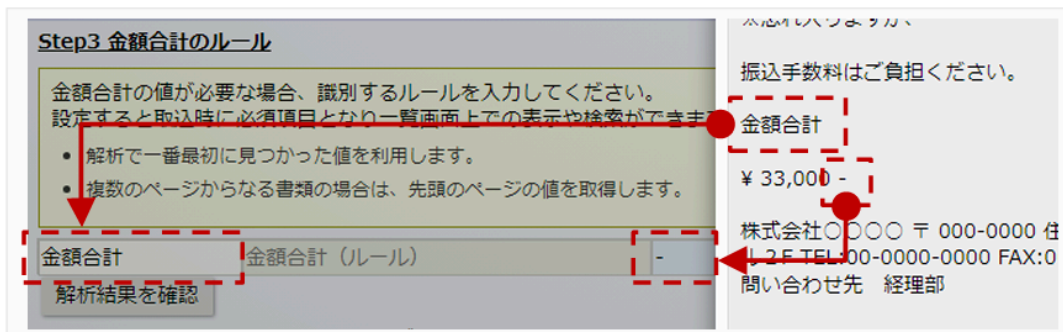 Step3 金額合計のルール
金額合計の値が必要な場合、識別するルールを入力してください。
設定すると取込時に必須項目となり一覧画面上での表示や検索ができま
• 解析で一番最初に見つかった値を利用します。
• 複数のページからなる書類の場合は、先頭のページの値を取得します。
金額合計 金額合計（ルール） -
解析結果を確認
※恐れ入りますが、
振込手数料はご負担ください。
金額合計
¥ 33,000 -
株式会社○○○○ 〒 000-0000 住
2F TEL:00-0000-0000 FAX:0
問い合わせ先 経理部